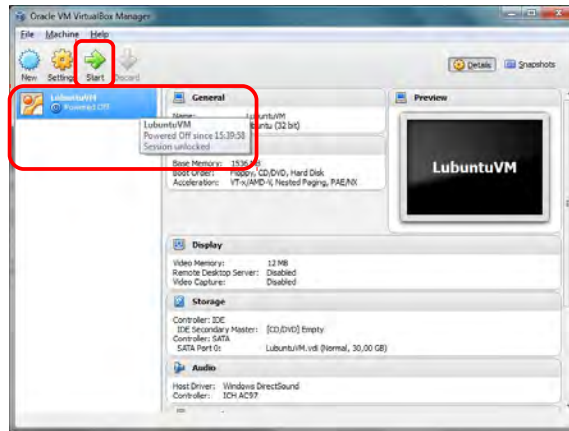 Oracle VM VirtualBox Manager
File Machine Help
New Settings Start Discard
Details Snapshots
LubuntuVM
Powered Off
LubuntuVM
Powered Off since 15:39:58
Session unlocked
General
Name: LubuntuVM
(32 bit)
Base Memory: 1536 MB
Boot Order: Floppy, CD/DVD, Hard Disk
Acceleration: VT-x/AMD-V, Nested Paging, PAE/NX
Preview
LubuntuVM
Display
Video Memory: 12 MB
Remote Desktop Server: Disabled
Video Capture: Disabled
Storage
Controller: IDE
IDE Secondary Master: [CD/DVD] Empty
Controller: SATA
SATA Port 0: LubuntuVM.vdi (Normal, 30,00 GB)
Audio
Host Driver: Windows DirectSound
Controller: ICH AC97